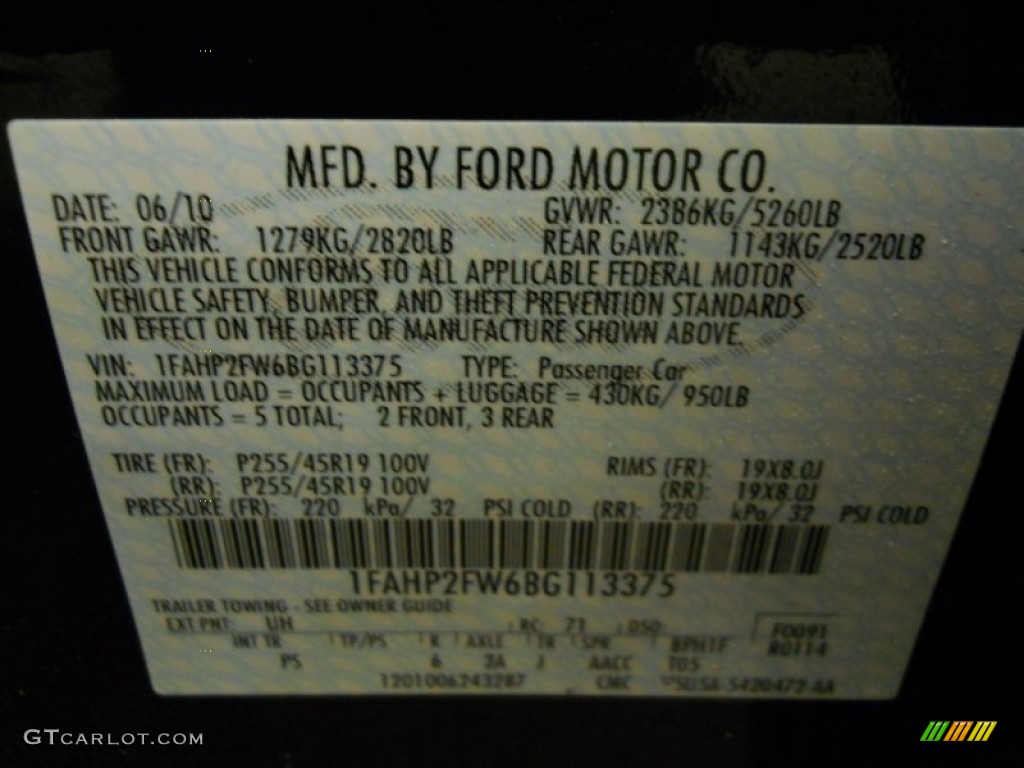 MFD. BY FORD MOTOR CO.
DATE: 06/10 GVWR: 2386KG/5260LB
FRONT GAWR: 1279KG/2820LB REAR GAWR: 1143KG/2520LB
THIS VEHICLE CONFORMS TO ALL APPLICABLE FEDERAL MOTOR
VEHICLE SAFETY, BUMPER, AND THEFT PREVENTION STANDARDS
IN EFFECT ON THE DATE OF MANUFACTURE SHOWN ABOVE.
VIN: 1FAHP2FW6BG113375 TYPE: Passenger Car
MAXIMUM LOAD = OCCUPANTS + LUGGAGE = 430KG/ 950LB
OCCUPANTS = 5 TOTAL; 2 FRONT, 3 REAR
TIRE (FR): P255/45R19 100V RIMS (FR): 19X8.0J
(RR): P255/45R19 100V (RR): 19X8.0J
PRESSURE (FR): 220 kPa/ 32 PSI COLD (RR): 220 kPa/ 32 PSI COLD
1FAHP2FW6BG113375
TRAILER TOWING - SEE OWNER GUIDE
EXT PNT: UH RC: 71 DSO: F0091
INT TR TP/PS R AXLE TR SPR R0114
PS 6 2A J AACC T05
1201006243287 CMC
GTCARLOT.COM